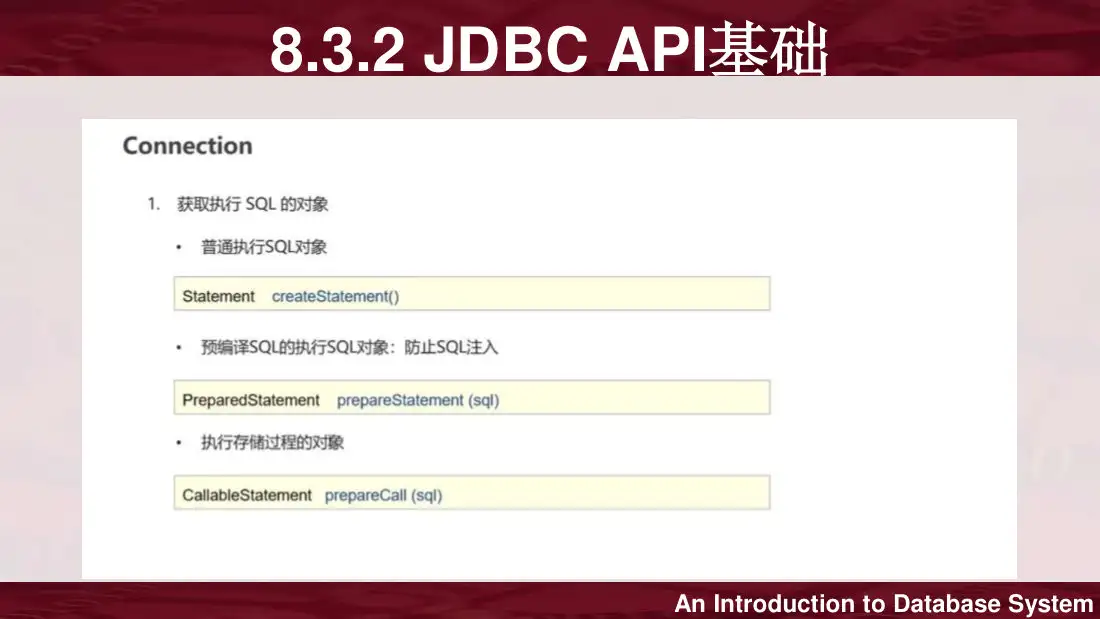 8.3.2 JDBC API基础
Connection
1. 获取执行 SQL 的对象
• 普通执行SQL对象
Statement createStatement()
• 预编译SQL的执行SQL对象：防止SQL注入
PreparedStatement prepareStatement (sql)
• 执行存储过程的对象
CallableStatement prepareCall (sql)
An Introduction to Database System